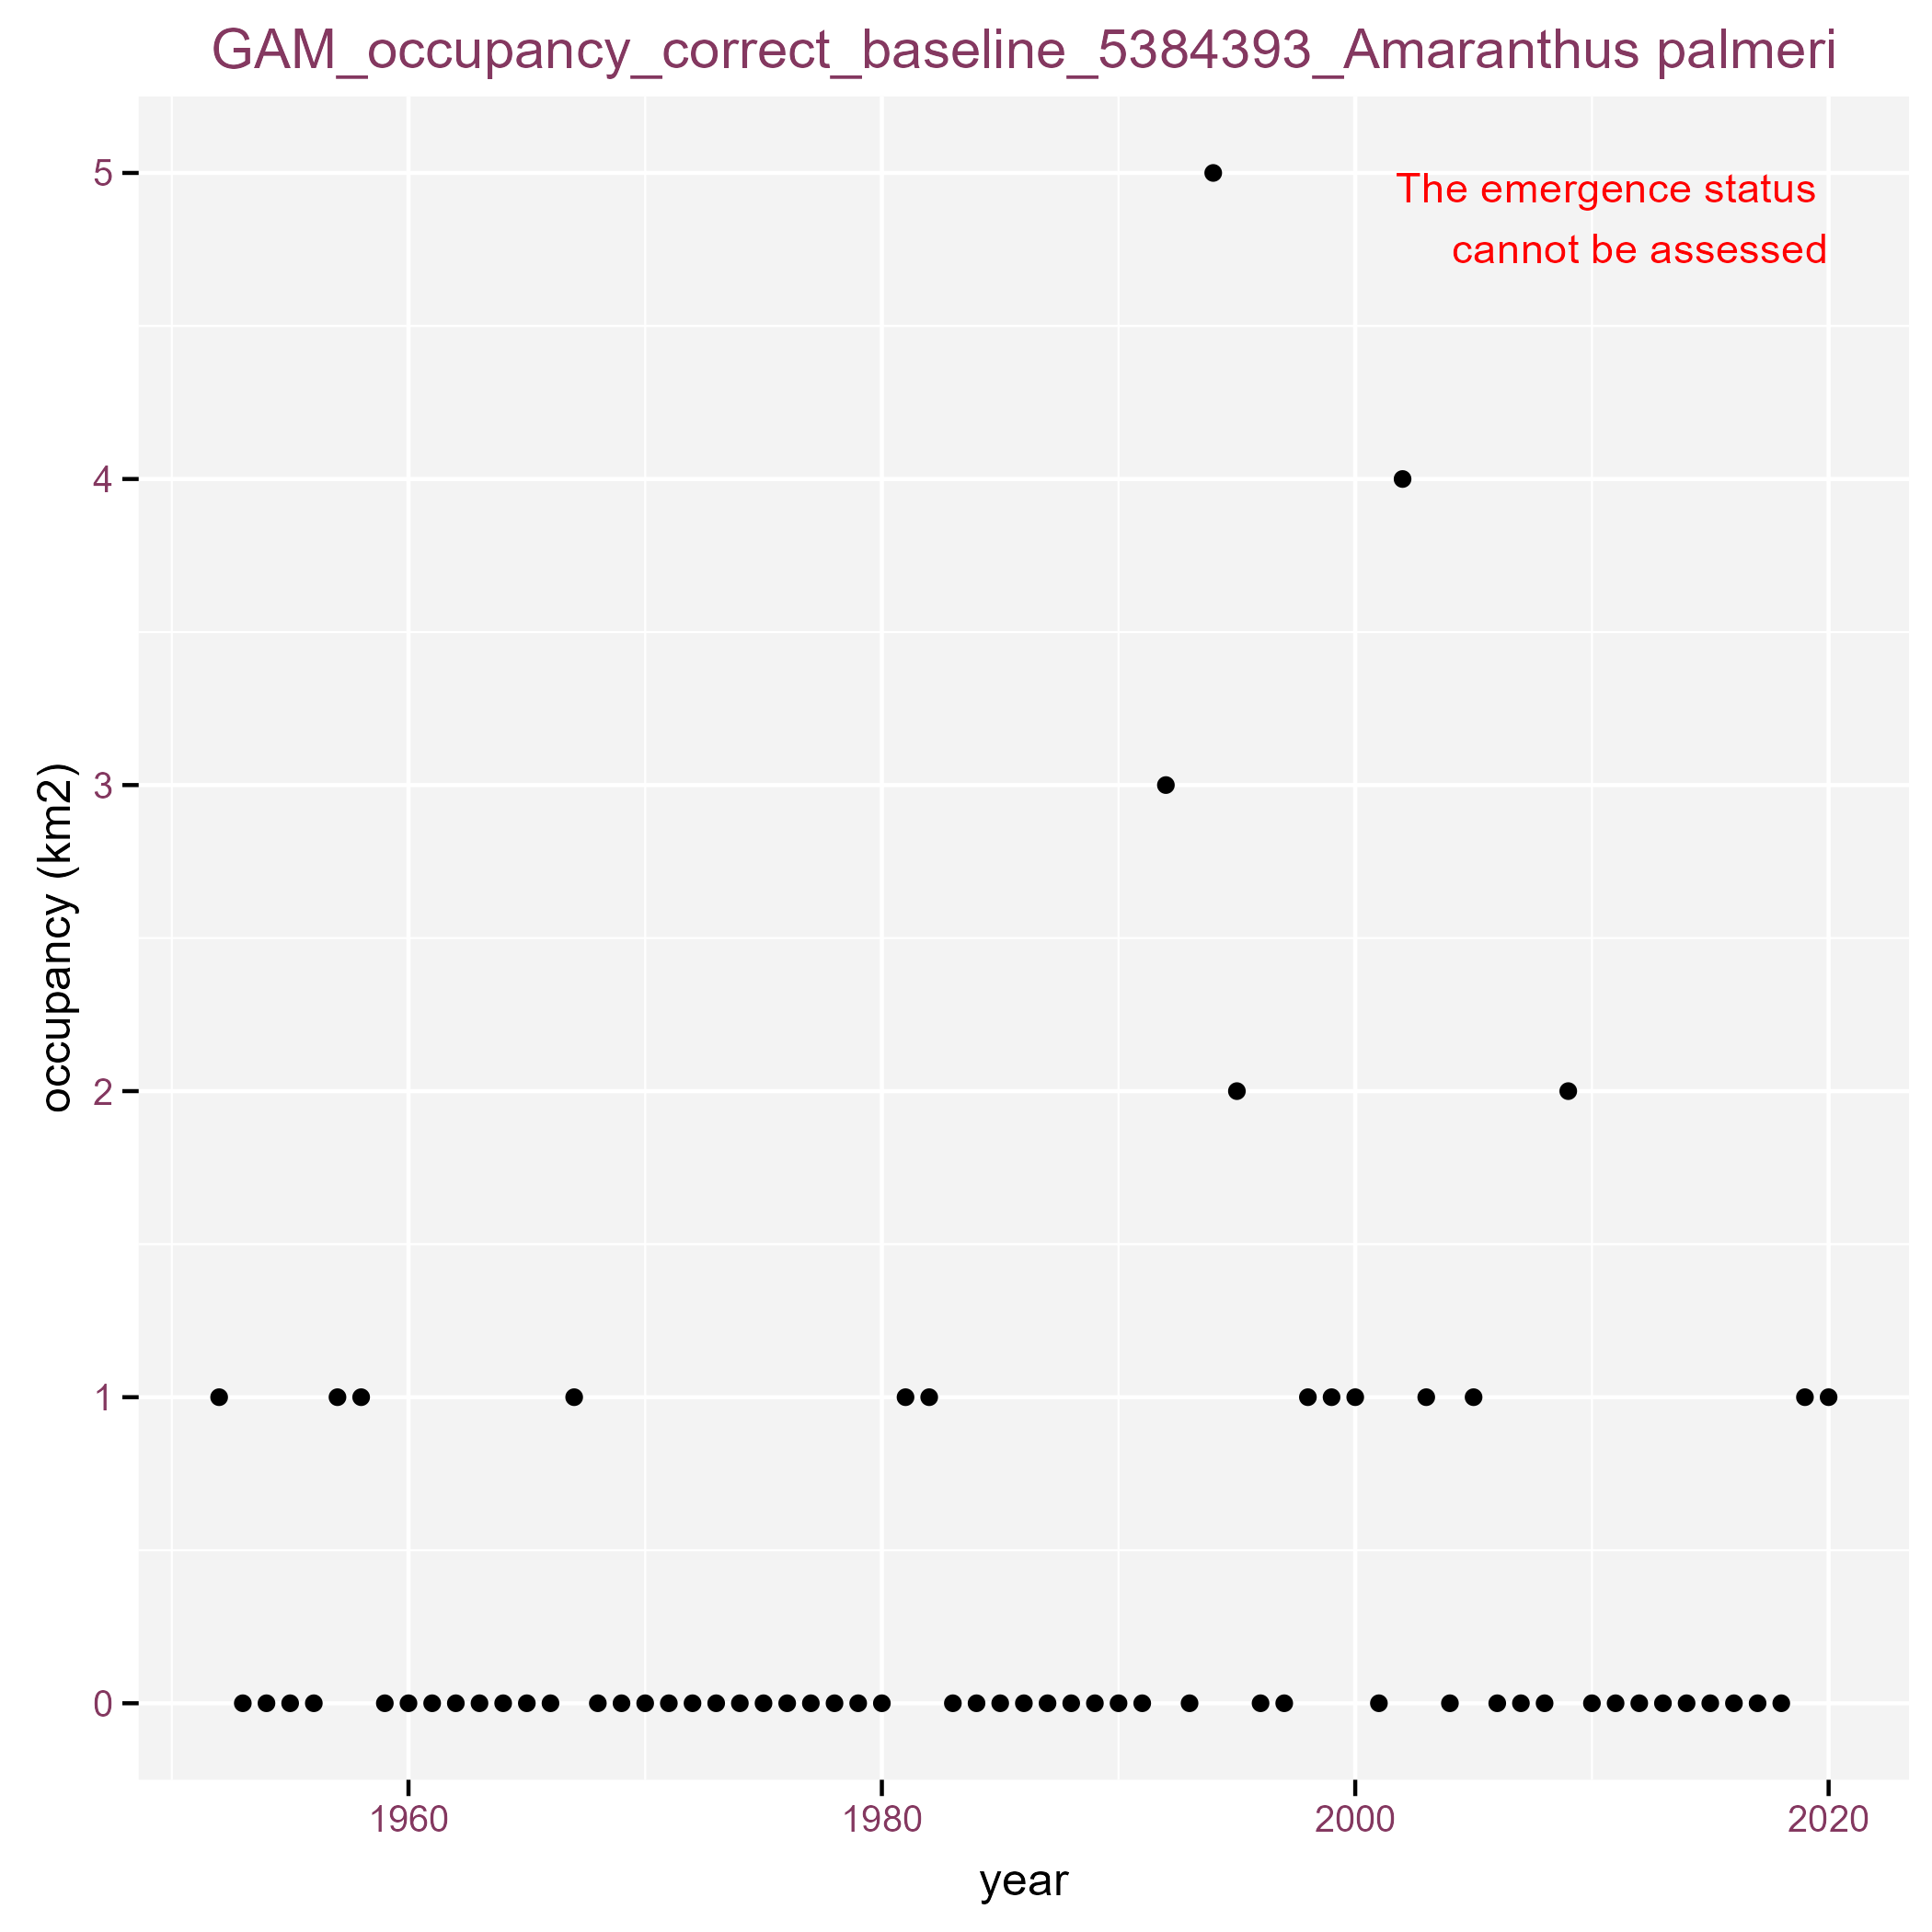 GAM_occupancy_correct_baseline_5384393_Amaranthus palmeri
The emergence status
cannot be assessed
5
4
3
2
1
0
occupancy (km2)
1960
1980
2000
2020
year